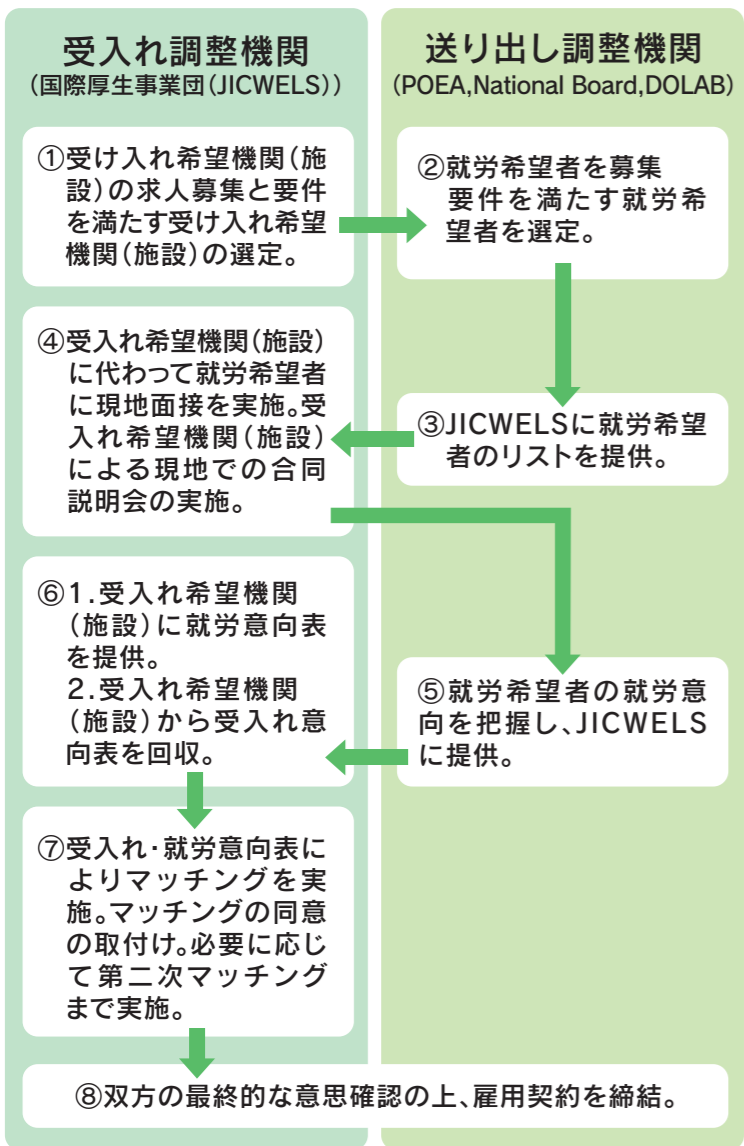 受入れ調整機関
（国際厚生事業団（JICWELS））
送り出し調整機関
（POEA,National Board,DOLAB）
①受け入れ希望機関（施
設）の求人募集と要件
を満たす受け入れ希望
機関（施設）の選定。
②就労希望者を募集
要件を満たす就労希
望者を選定。
③JICWELSに就労希望
者のリストを提供。
④受入れ希望機関（施設）
に代わって就労希望者
に現地面接を実施。受
入れ希望機関（施設）
による現地での合同
説明会の実施。
⑤就労希望者の就労意
向を把握し、JICWELS
に提供。
⑥1.受入れ希望機関
（施設）に就労意向表
を提供。
2.受入れ希望機関
（施設）から受入れ意
向表を回収。
⑦受入れ・就労意向表に
よりマッチングを実
施。マッチングの同意
の取付け。必要に応じ
て第二次マッチング
まで実施。
⑧双方の最終的な意思確認の上、雇用契約を締結。